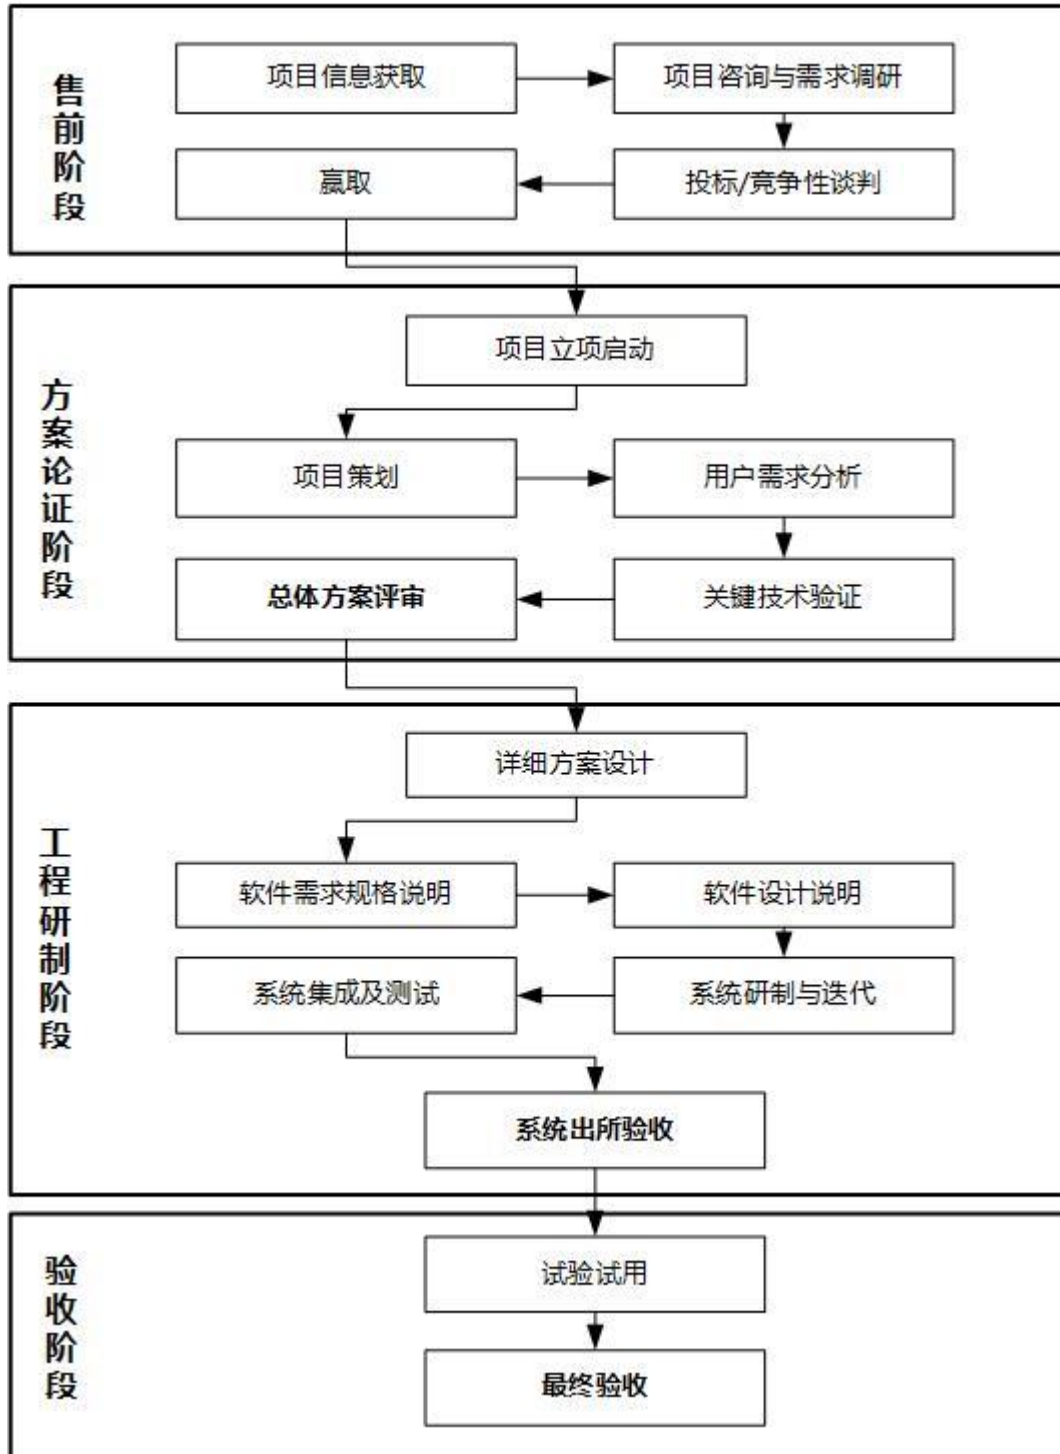 售前阶段
项目信息获取
项目咨询与需求调研
投标/竞争性谈判
赢取
方案论证阶段
项目立项启动
项目策划
用户需求分析
关键技术验证
总体方案评审
工程研制阶段
详细方案设计
软件需求规格说明
软件设计说明
系统研制与迭代
系统集成及测试
系统出所验收
验收阶段
试验试用
最终验收